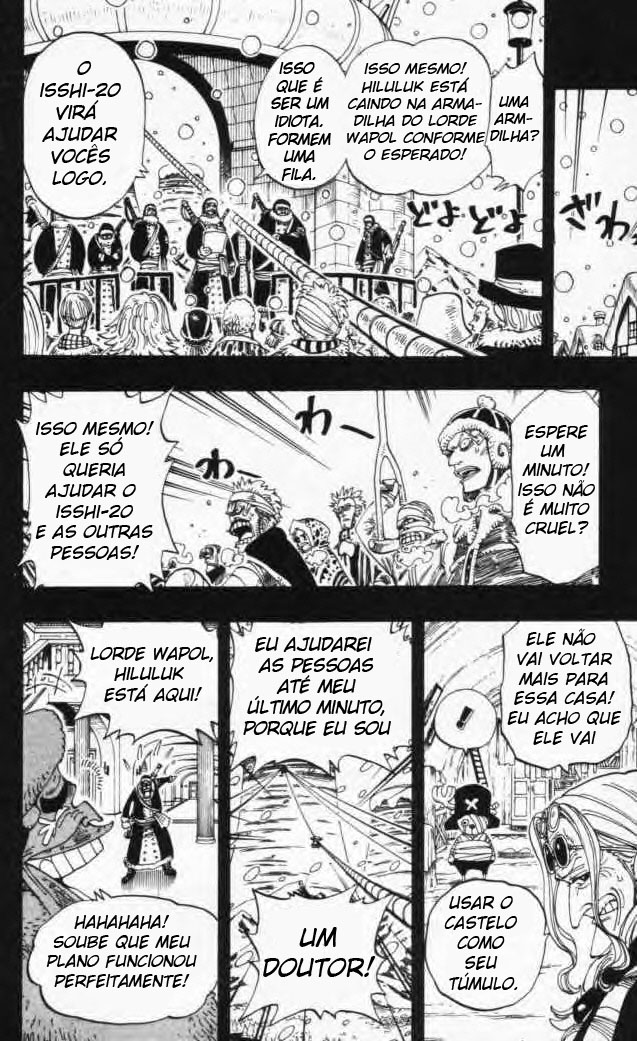 ざわ
UMA
ARM-
DILHA?
ISSO MESMO!
HILULUK ESTÁ
CAINDO NA ARMA-
DILHA DO LORDE
WAPOL CONFORME
O ESPERADO!
ISSO
QUE É
SER UM
IDIOTA.
FORMEM
UMA
FILA.
O
ISSHI-20
VIRÁ
AJUDAR
VOCÊS
LOGO.
どよどよ
ESPERE
UM
MINUTO!
ISSO NÃO
É MUITO
CRUEL?
わー
わー
ISSO MESMO!
ELE SÓ
QUERIA
AJUDAR O
ISSHI-20
E AS OUTRAS
PESSOAS!
ELE NÃO
VAI VOLTAR
MAIS PARA
ESSA CASA!
EU ACHO QUE
ELE VAI
!
USAR O
CASTELO
COMO
SEU
TÚMULO.
EU AJUDAREI
AS PESSOAS
ATÉ MEU
ÚLTIMO MINUTO,
PORQUE EU SOU
UM
DOUTOR!
LORDE WAPOL,
HILULUK
ESTÁ AQUI!
HAHAHAHA!
SOUBE QUE MEU
PLANO FUNCIONOU
PERFEITAMENTE!